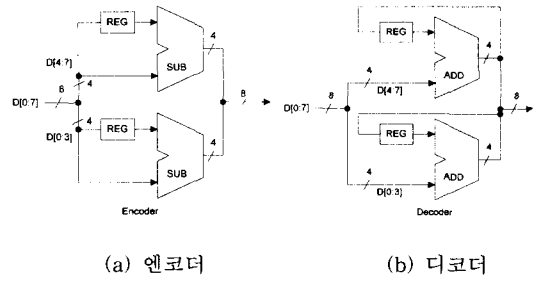 REG
4
D[4:7]
SUB
4
8
D[0:7]
8
4
D[0:3]
REG
4
SUB
Encoder
REG
4
4
ADD
D[4:7]
D[0:7]
8
8
REG
4
4
ADD
D[0:3]
Decoder
(a) 엔코더
(b) 디코더